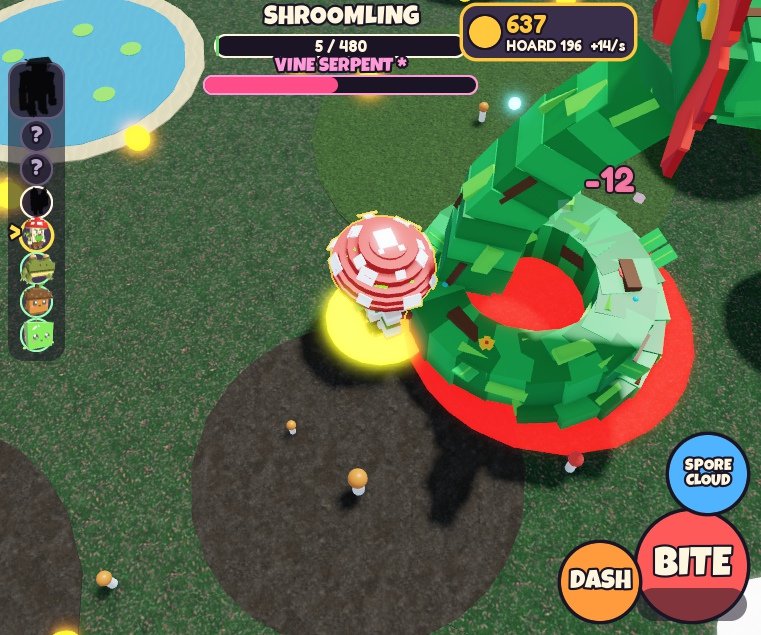 SHROOMLING
5 / 480
VINE SERPENT *
637
HOARD 196 +14/s
?
?
>
-12
SPORE
CLOUD
DASH
BITE